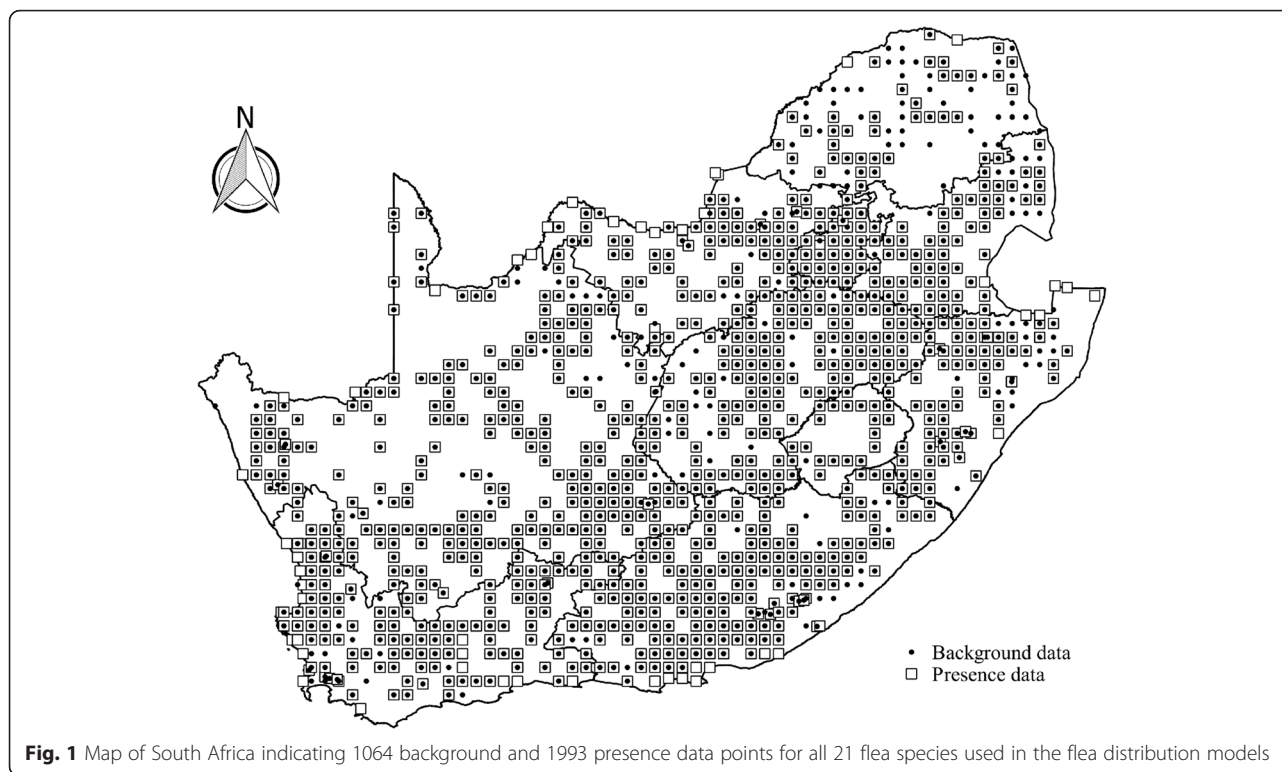 N
Background data
Presence data
Fig. 1 Map of South Africa indicating 1064 background and 1993 presence data points for all 21 flea species used in the flea distribution models